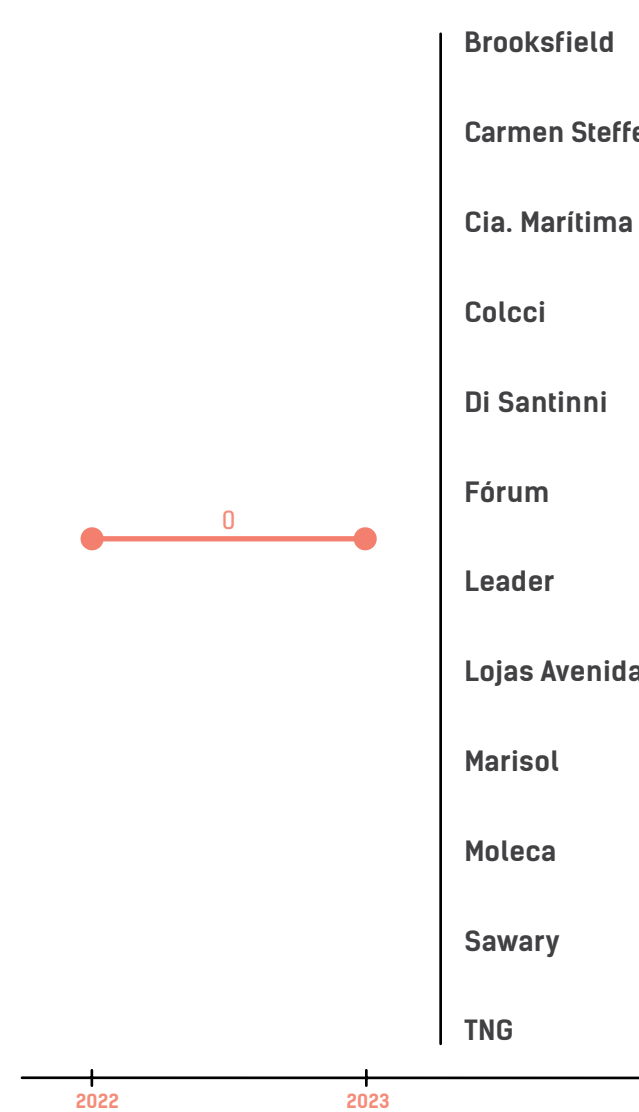 Brooksfield
Carmen Steffe
Cia. Marítima
Colcci
Di Santinni
Fórum
0
Leader
Lojas Avenida
Marisol
Moleca
Sawary
TNG
2022 2023